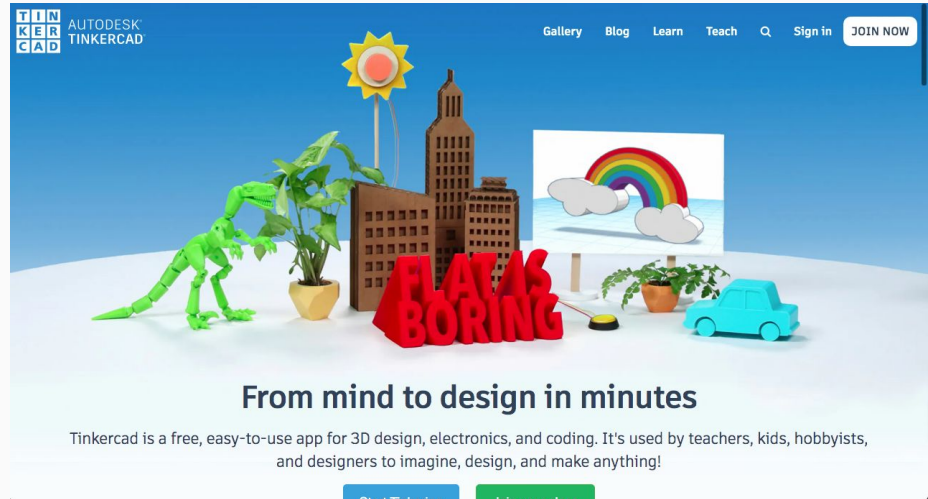 TIN
KER
CAD
AUTODESK®
TINKERCAD®
Gallery Blog Learn Teach Sign in JOIN NOW
FLAT AS
BORING
From mind to design in minutes
Tinkercad is a free, easy-to-use app for 3D design, electronics, and coding. It's used by teachers, kids, hobbyists,
and designers to imagine, design, and make anything!